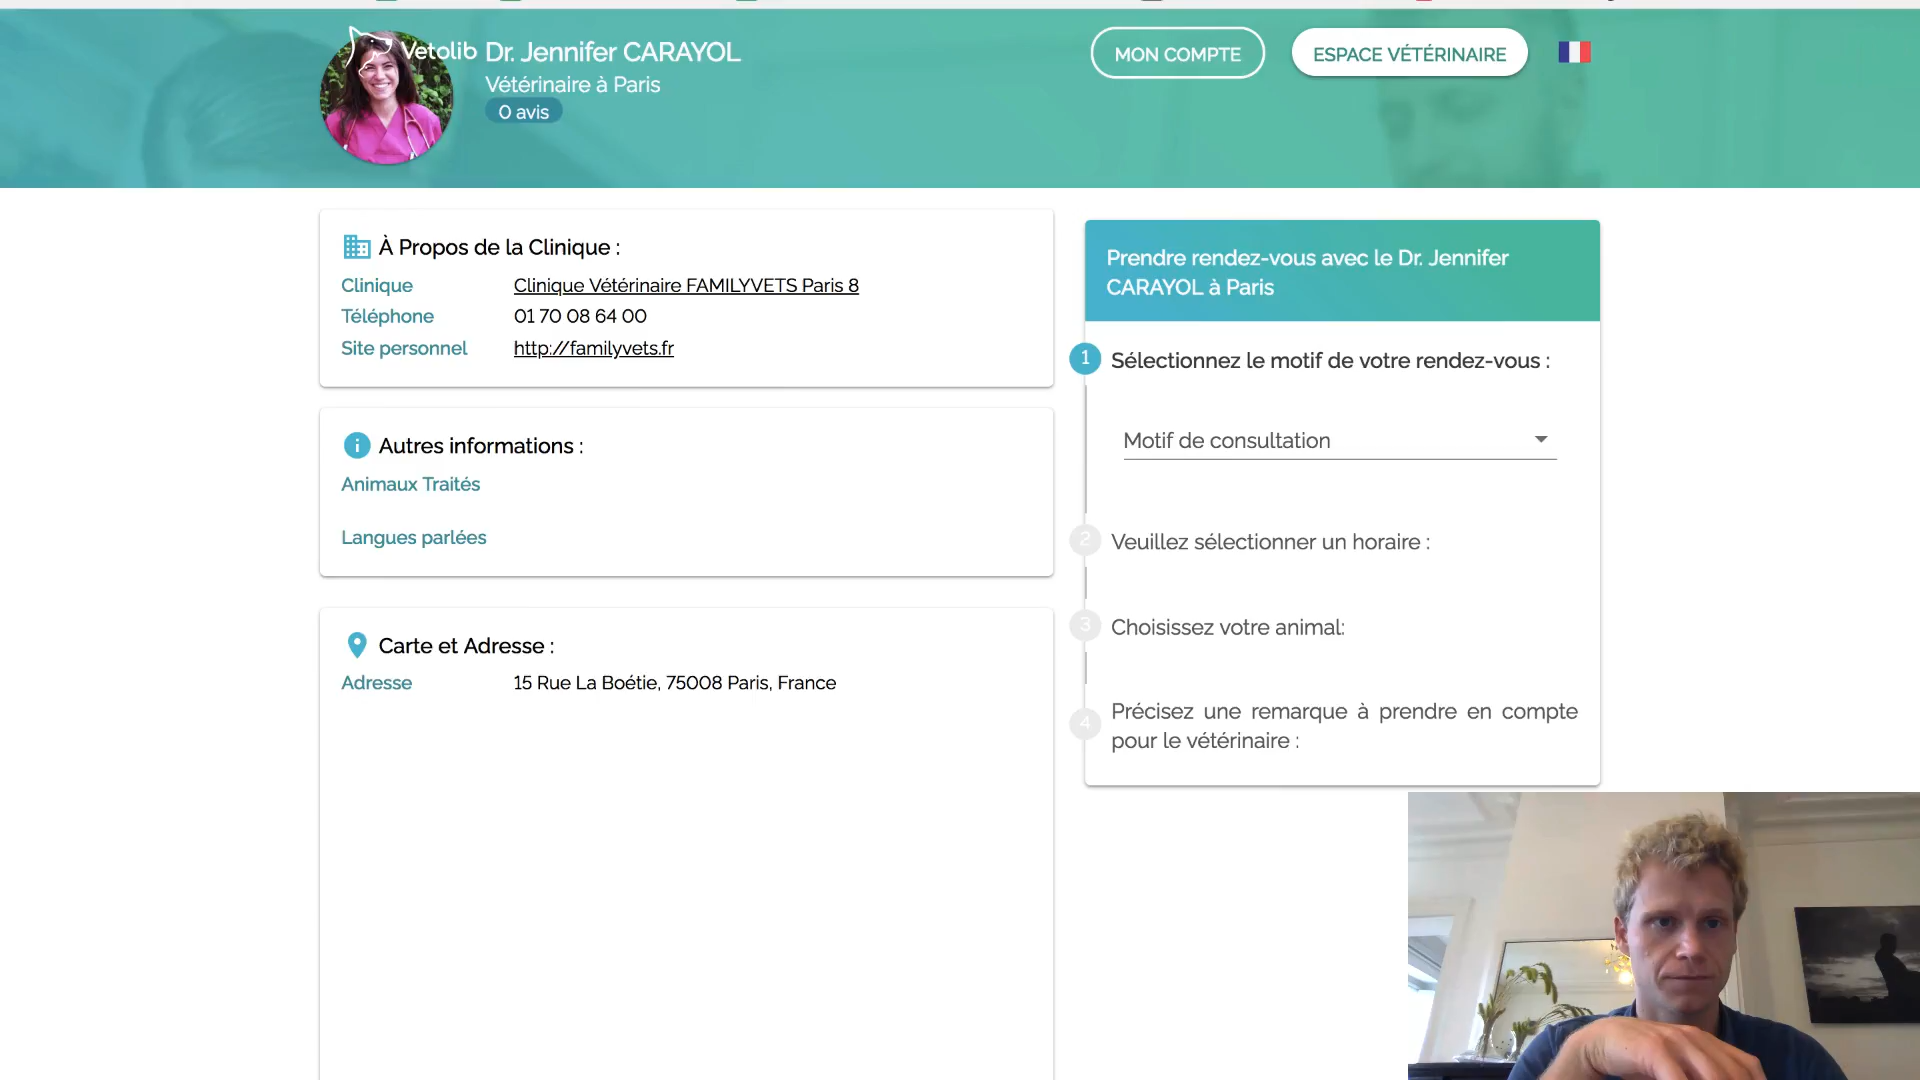 Vetolib
Dr. Jennifer CARAYOL
Vétérinaire à Paris
0 avis
MON COMPTE
ESPACE VÉTÉRINAIRE
À Propos de la Clinique :
Clinique Clinique Vétérinaire FAMILYVETS Paris 8
Téléphone 01 70 08 64 00
Site personnel http://familyvets.fr
Autres informations :
Animaux Traités
Langues parlées
Carte et Adresse :
Adresse 15 Rue La Boétie, 75008 Paris, France
Prendre rendez-vous avec le Dr. Jennifer
CARAYOL à Paris
1 Sélectionnez le motif de votre rendez-vous :
Motif de consultation
2 Veuillez sélectionner un horaire :
3 Choisissez votre animal:
4 Précisez une remarque à prendre en compte
pour le vétérinaire :